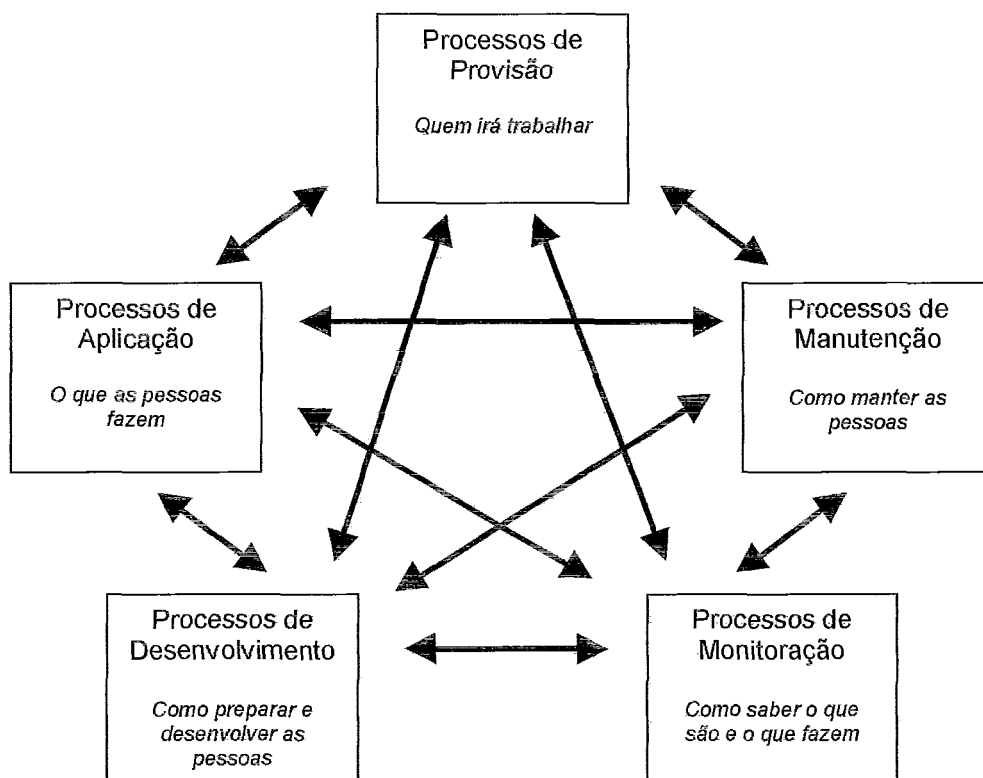 Processos de
Provisão
Quem irá trabalhar
Processos de
Aplicação
O que as pessoas
fazem
Processos de
Manutenção
Como manter as
pessoas
Processos de
Desenvolvimento
Como preparar e
desenvolver as
pessoas
Processos de
Monitoração
Como saber o que
são e o que fazem